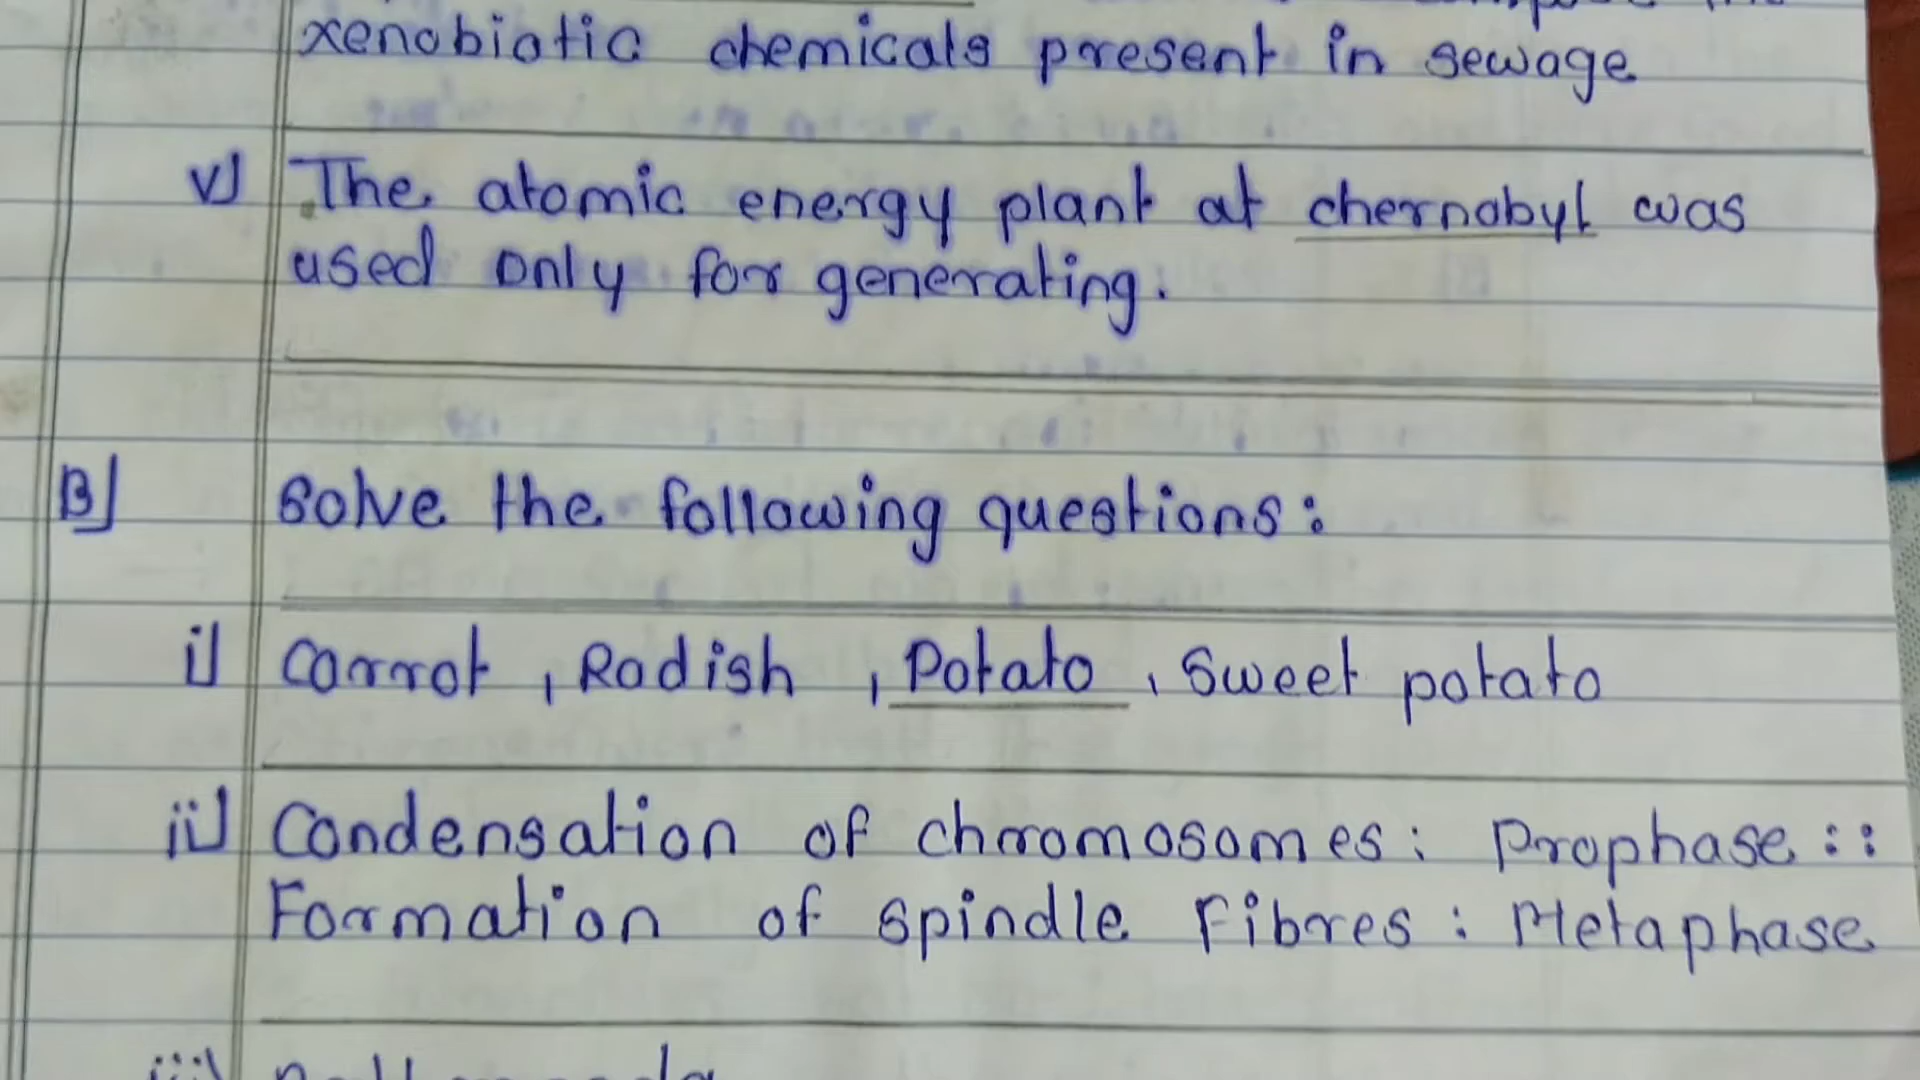 xenobiotic chemicals present in sewage
v) The atomic energy plant at chernobyl was
used only for generating.
B) Solve the following questions:
i) Carrot, Radish, Potato, Sweet potato
ii) Condensation of chromosomes: Prophase ::
Formation of spindle Fibres: Metaphase
iii)